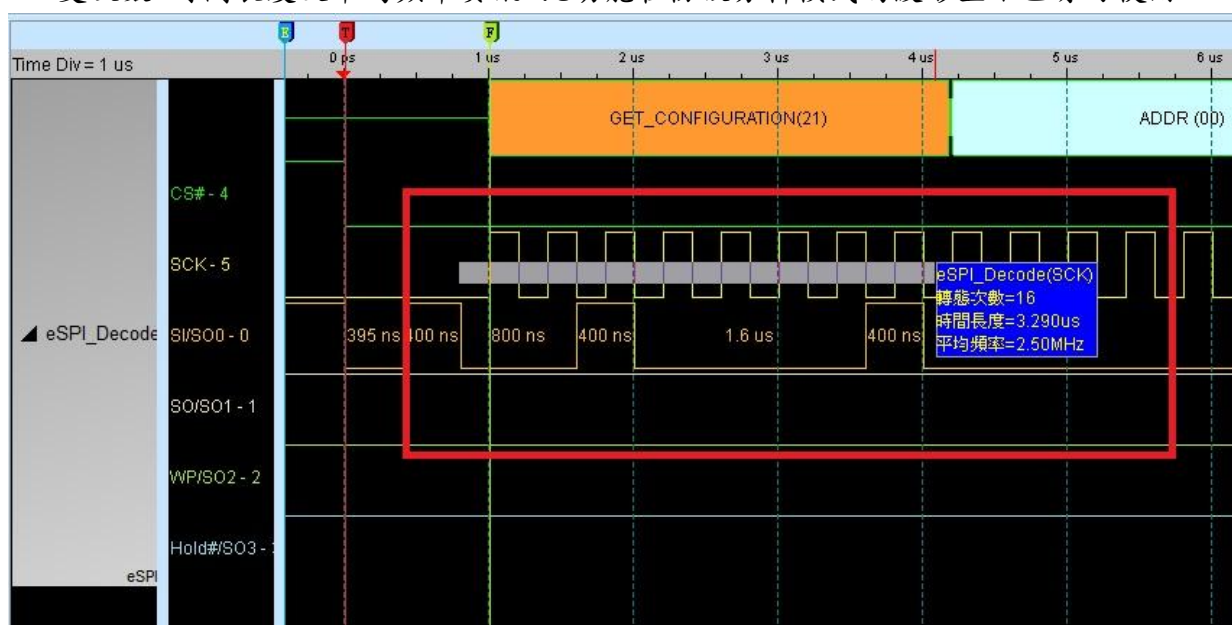 E T F
Time Div = 1 us
0 ps 1 us 2 us 3 us 4 us 5 us 6 us
GET_CONFIGURATION(21) ADDR (00)
CS# - 4
SCK - 5
eSPI_Decode(SCK)
轉態次數=16
時間長度=3.290us
平均頻率=2.50MHz
eSPI_Decode SI/SO0 - 0 395 ns 400 ns 800 ns 400 ns 1.6 us 400 ns
SO/SO1 - 1
WP/SO2 - 2
Hold#/SO3 -
eSPI